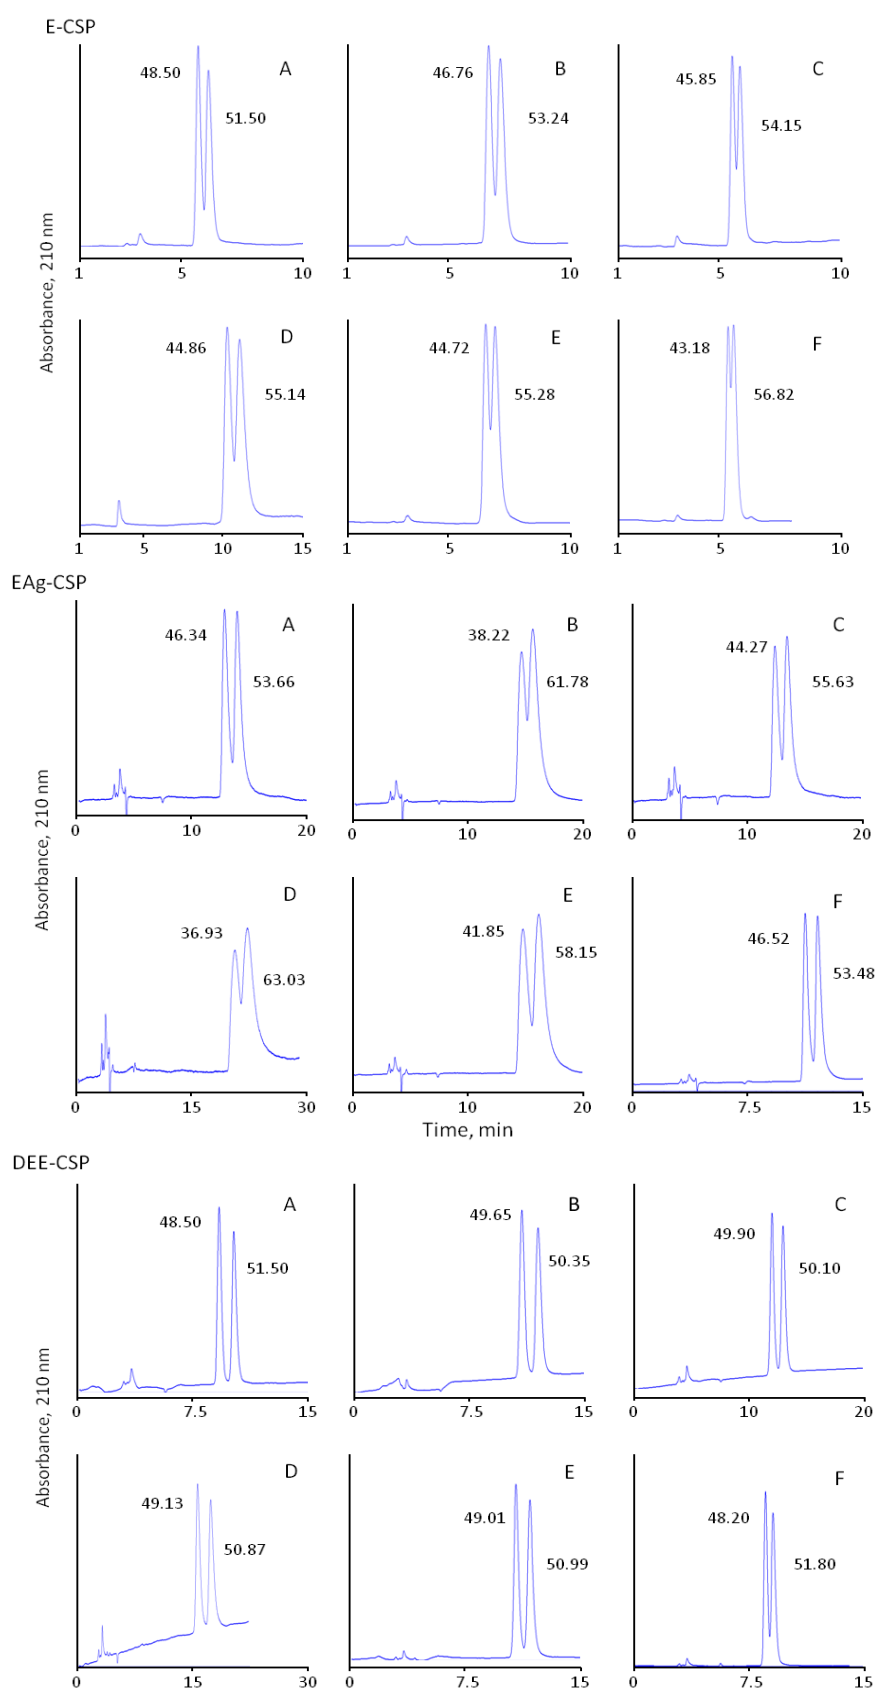 E-CSP
48.50
51.50
A
46.76
53.24
B
45.85
54.15
C
Absorbance, 210 nm
1 5 10
1 5 10
1 5 10
44.86
55.14
D
44.72
55.28
E
43.18
56.82
F
1 5 10 15
1 5 10
1 5 10
EAg-CSP
46.34
53.66
A
38.22
61.78
B
44.27
55.63
C
Absorbance, 210 nm
0 10 20
0 10 20
0 10 20
36.93
63.03
D
41.85
58.15
E
46.52
53.48
F
0 15 30
0 10 20
0 7.5 15
Time, min
DEE-CSP
48.50
51.50
A
49.65
50.35
B
49.90
50.10
C
Absorbance, 210 nm
0 7.5 15
0 7.5 15
0 10 20
49.13
50.87
D
49.01
50.99
E
48.20
51.80
F
0 15 30
0 7.5 15
0 7.5 15